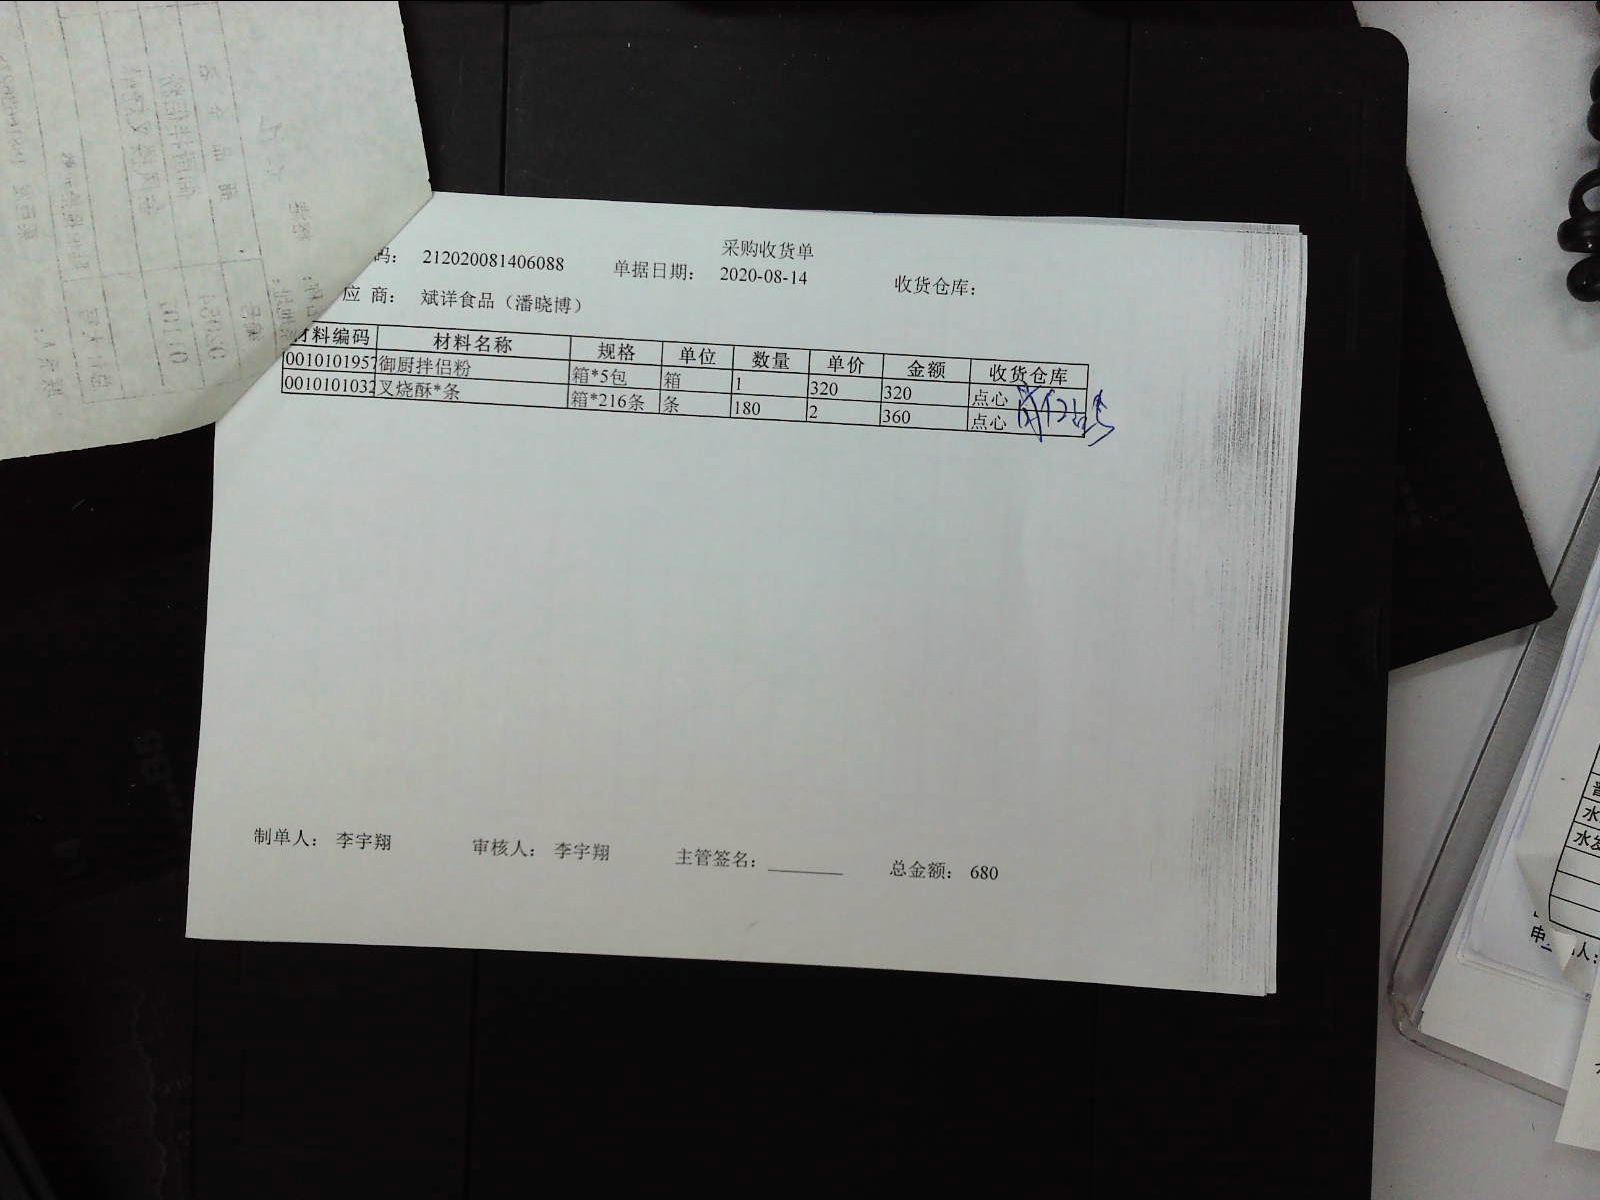 采购收货单
码： 212020081406088 单据日期： 2020-08-14 收货仓库：
应 商： 斌洋食品（潘晓博）
材料编码 材料名称 规格 单位 数量 单价 金额 收货仓库
0010101957 御厨拌侣粉 箱*5包 箱 1 320 320 点心
0010101032 叉烧酥*条 箱*216条 条 180 2 360 点心
制单人： 李宇翔 审核人： 李宇翔 主管签名： 总金额： 680
水
水发